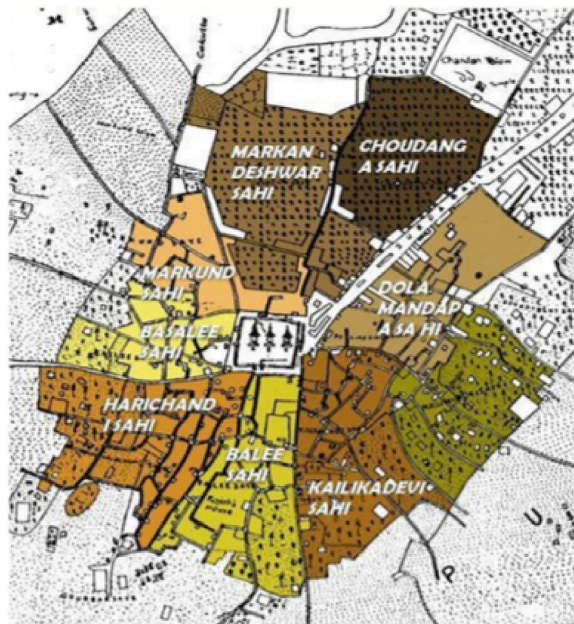 MARKAN
DESHWAR
SAHI
CHOUDANG
A SAHI
MARKUND
SAHI
DOLA
MANDAP
A SA HI
BASALEE
SAHI
HARICHAND
I SAHI
BALEE
SAHI
KAILIKADEVI
SAHI
U
P